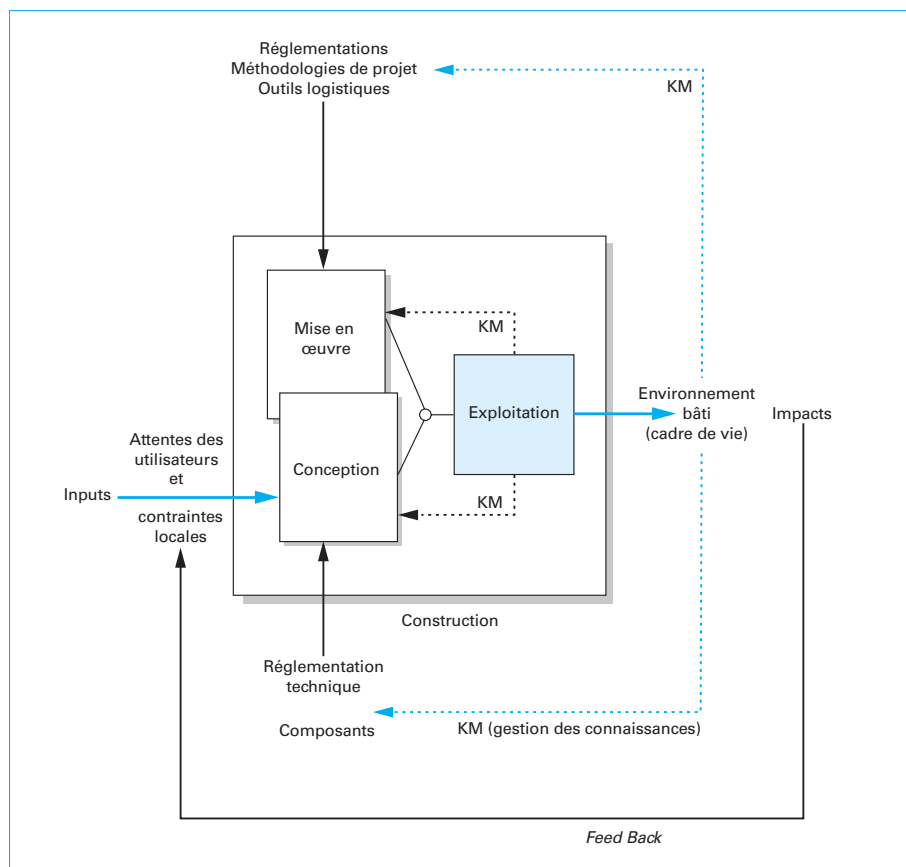 Réglementations
Méthodologies de projet
Outils logistiques
KM
Mise en
œuvre
KM
Exploitation
Environnement
bâti
(cadre de vie)
Impacts
Attentes des
utilisateurs
et
Conception
Inputs
KM
contraintes
locales
Construction
Réglementation
technique
Composants
KM (gestion des connaissances)
Feed Back